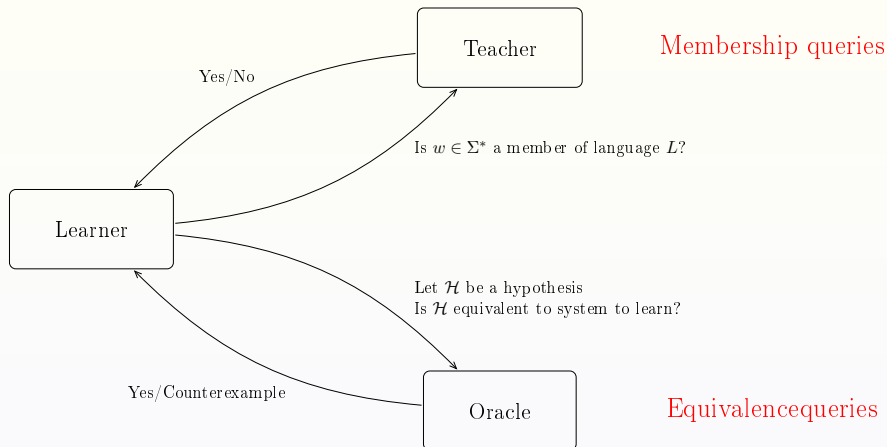 Teacher
Membership queries
Yes/No
Is w ∈ Σ* a member of language L?
Learner
Let ℋ be a hypothesis
Is ℋ equivalent to system to learn?
Yes/Counterexample
Oracle
Equivalencequeries